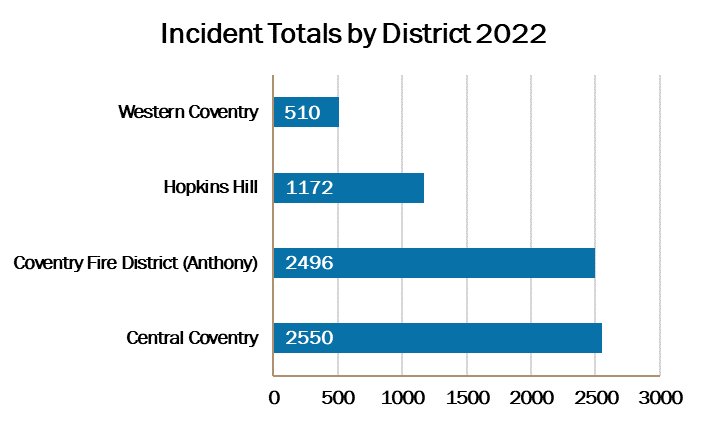 Incident Totals by District 2022
Western Coventry
510
Hopkins Hill
1172
Coventry Fire District (Anthony)
2496
Central Coventry
2550
0 500 1000 1500 2000 2500 3000